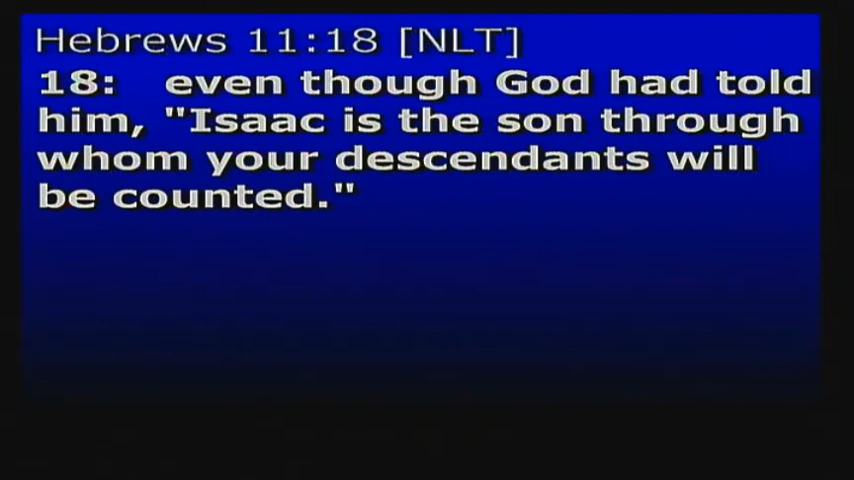 Hebrews 11:18 [NLT]
18: even though God had told
him, "Isaac is the son through
whom your descendants will
be counted."